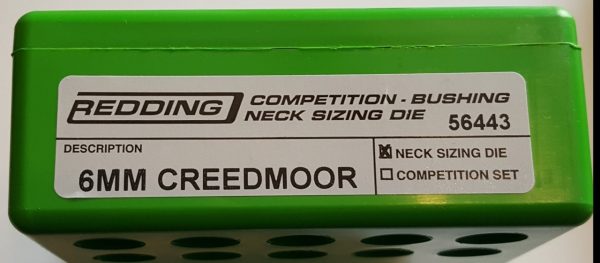 REDDING COMPETITION - BUSHING
NECK SIZING DIE 56443
DESCRIPTION
6MM CREEDMOOR
☒ NECK SIZING DIE
☐ COMPETITION SET